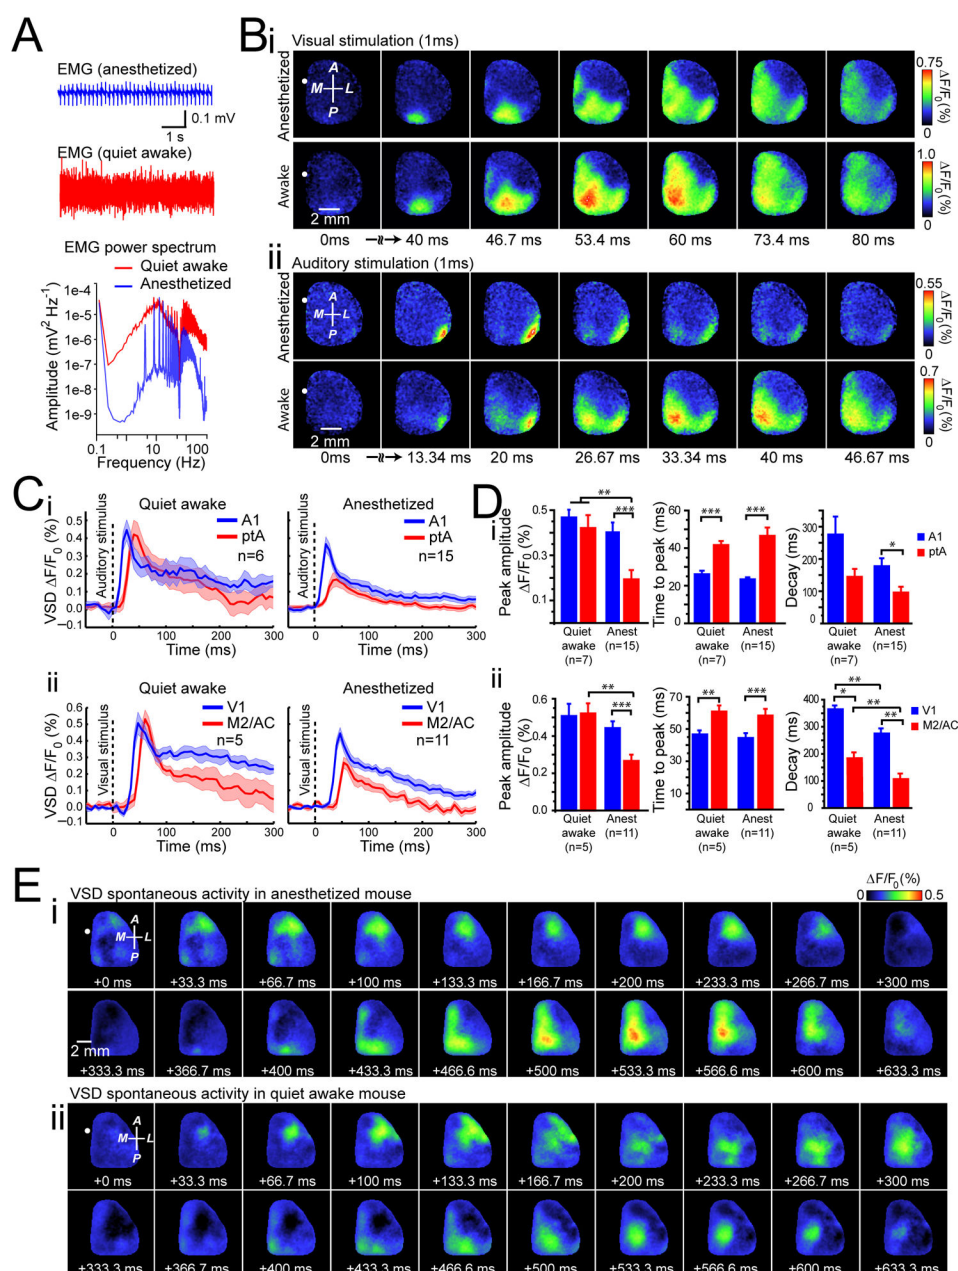 A
EMG (anesthetized)
0.1 mV
1 s
EMG (quiet awake)
EMG power spectrum
Quiet awake
Anesthetized
Amplitude (mV² Hz⁻¹)
1e-4
1e-5
1e-6
1e-7
1e-8
1e-9
0.1 1 10 100
Frequency (Hz)
B
i
Visual stimulation (1ms)
Anesthetized
A
M L
P
0.75
0
ΔF/F₀ (%)
Awake
2 mm
1.0
0
ΔF/F₀ (%)
0ms 40 ms 46.7 ms 53.4 ms 60 ms 73.4 ms 80 ms
ii
Auditory stimulation (1ms)
Anesthetized
A
M L
P
0.55
0
ΔF/F₀ (%)
Awake
2 mm
0.7
0
ΔF/F₀ (%)
0ms 13.34 ms 20 ms 26.67 ms 33.34 ms 40 ms 46.67 ms
C
i
Quiet awake
Auditory stimulus
A1
ptA
n=6
VSD ΔF/F₀ (%)
0.5
0.4
0.3
0.2
0.1
0.0
−0.1
0 100 200 300
Time (ms)
Anesthetized
Auditory stimulus
A1
ptA
n=15
0 100 200 300
Time (ms)
ii
Quiet awake
Visual stimulus
V1
M2/AC
n=5
VSD ΔF/F₀ (%)
0.6
0.5
0.4
0.3
0.2
0.1
0.0
−0.1
0 100 200 300
Time (ms)
Anesthetized
Visual stimulus
V1
M2/AC
n=11
0 100 200 300
Time (ms)
D
i
Peak amplitude
ΔF/F₀ (%)
0.5
0.4
0.3
0.2
0.1
**
***
Quiet awake (n=7)
Anest (n=15)
Time to peak (ms)
60
40
20
0
***
***
Quiet awake (n=7)
Anest (n=15)
Decay (ms)
300
200
100
0
*
A1
ptA
Quiet awake (n=7)
Anest (n=15)
ii
Peak amplitude
ΔF/F₀ (%)
0.6
0.4
0.2
0.0
**
***
Quiet awake (n=5)
Anest (n=11)
Time to peak (ms)
70
50
30
10
**
***
Quiet awake (n=5)
Anest (n=11)
Decay (ms)
400
300
200
100
0
**
*
**
**
V1
M2/AC
Quiet awake (n=5)
Anest (n=11)
E
VSD spontaneous activity in anesthetized mouse
ΔF/F₀ (%)
0 0.5
i
A
M L
P
+0 ms +33.3 ms +66.7 ms +100 ms +133.3 ms +166.7 ms +200 ms +233.3 ms +266.7 ms +300 ms
2 mm
+333.3 ms +366.7 ms +400 ms +433.3 ms +466.6 ms +500 ms +533.3 ms +566.6 ms +600 ms +633.3 ms
VSD spontaneous activity in quiet awake mouse
ii
A
M L
P
+0 ms +33.3 ms +66.7 ms +100 ms +133.3 ms +166.7 ms +200 ms +233.3 ms +266.7 ms +300 ms
+333.3 ms +366.7 ms +400 ms +433.3 ms +466.6 ms +500 ms +533.3 ms +566.6 ms +600 ms +633.3 ms